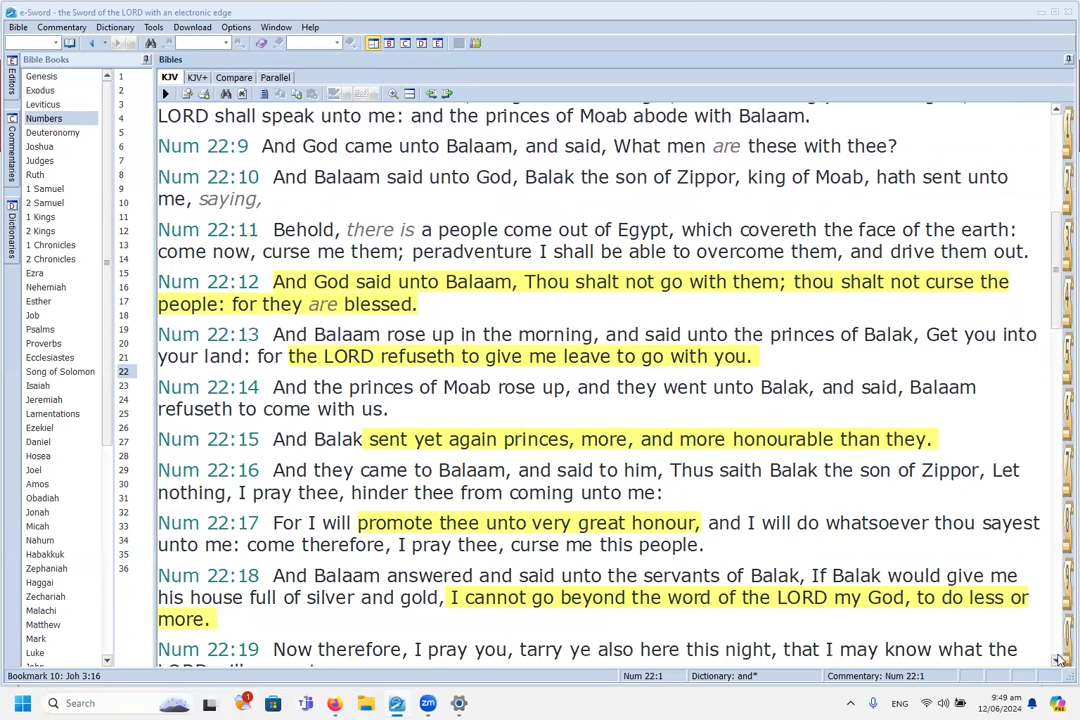 e-Sword - the Sword of the LORD with an electronic edge
Bible Commentary Dictionary Tools Download Options Window Help
B C D E
Bible Books
Bibles
KJV KJV+ Compare Parallel
Editors
Commentaries
Dictionaries
Genesis 1
Exodus 2
Leviticus 3
Numbers 4
Deuteronomy 5
Joshua 6
Judges 7
Ruth 8
1 Samuel 9
2 Samuel 10
1 Kings 11
2 Kings 12
1 Chronicles 13
2 Chronicles 14
Ezra 15
Nehemiah 16
Esther 17
Job 18
Psalms 19
Proverbs 20
Ecclesiastes 21
Song of Solomon 22
Isaiah 23
Jeremiah 24
Lamentations 25
Ezekiel 26
Daniel 27
Hosea 28
Joel 29
Amos 30
Obadiah 31
Jonah 32
Micah 33
Nahum 34
Habakkuk 35
Zephaniah 36
Haggai
Zechariah
Malachi
Matthew
Mark
Luke
LORD shall speak unto me: and the princes of Moab abode with Balaam.
Num 22:9 And God came unto Balaam, and said, What men are these with thee?
Num 22:10 And Balaam said unto God, Balak the son of Zippor, king of Moab, hath sent unto
me, saying,
Num 22:11 Behold, there is a people come out of Egypt, which covereth the face of the earth:
come now, curse me them; peradventure I shall be able to overcome them, and drive them out.
Num 22:12 And God said unto Balaam, Thou shalt not go with them; thou shalt not curse the
people: for they are blessed.
Num 22:13 And Balaam rose up in the morning, and said unto the princes of Balak, Get you into
your land: for the LORD refuseth to give me leave to go with you.
Num 22:14 And the princes of Moab rose up, and they went unto Balak, and said, Balaam
refuseth to come with us.
Num 22:15 And Balak sent yet again princes, more, and more honourable than they.
Num 22:16 And they came to Balaam, and said to him, Thus saith Balak the son of Zippor, Let
nothing, I pray thee, hinder thee from coming unto me:
Num 22:17 For I will promote thee unto very great honour, and I will do whatsoever thou sayest
unto me: come therefore, I pray thee, curse me this people.
Num 22:18 And Balaam answered and said unto the servants of Balak, If Balak would give me
his house full of silver and gold, I cannot go beyond the word of the LORD my God, to do less or
more.
Num 22:19 Now therefore, I pray you, tarry ye also here this night, that I may know what the
Bookmark 10: Joh 3:16 Num 22:1 Dictionary: and* Commentary: Num 22:1
Search
1
ENG
9:49 am
12/06/2024
PRE